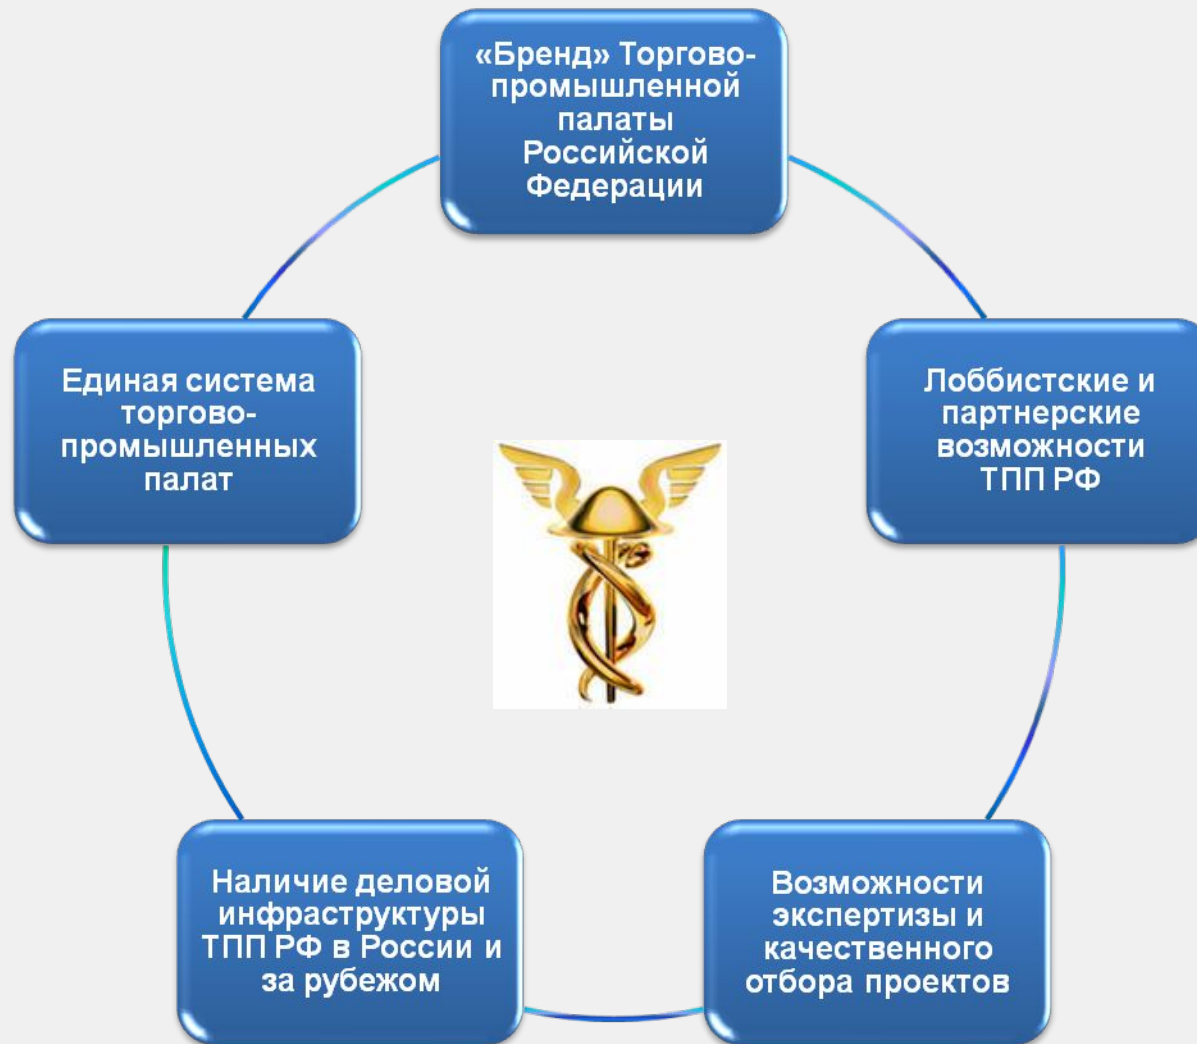 «Бренд» Торгово-
промышленной
палаты
Российской
Федерации
Лоббистские и
партнерские
возможности
ТПП РФ
Возможности
экспертизы и
качественного
отбора проектов
Наличие деловой
инфраструктуры
ТПП РФ в России и
за рубежом
Единая система
торгово-
промышленных
палат